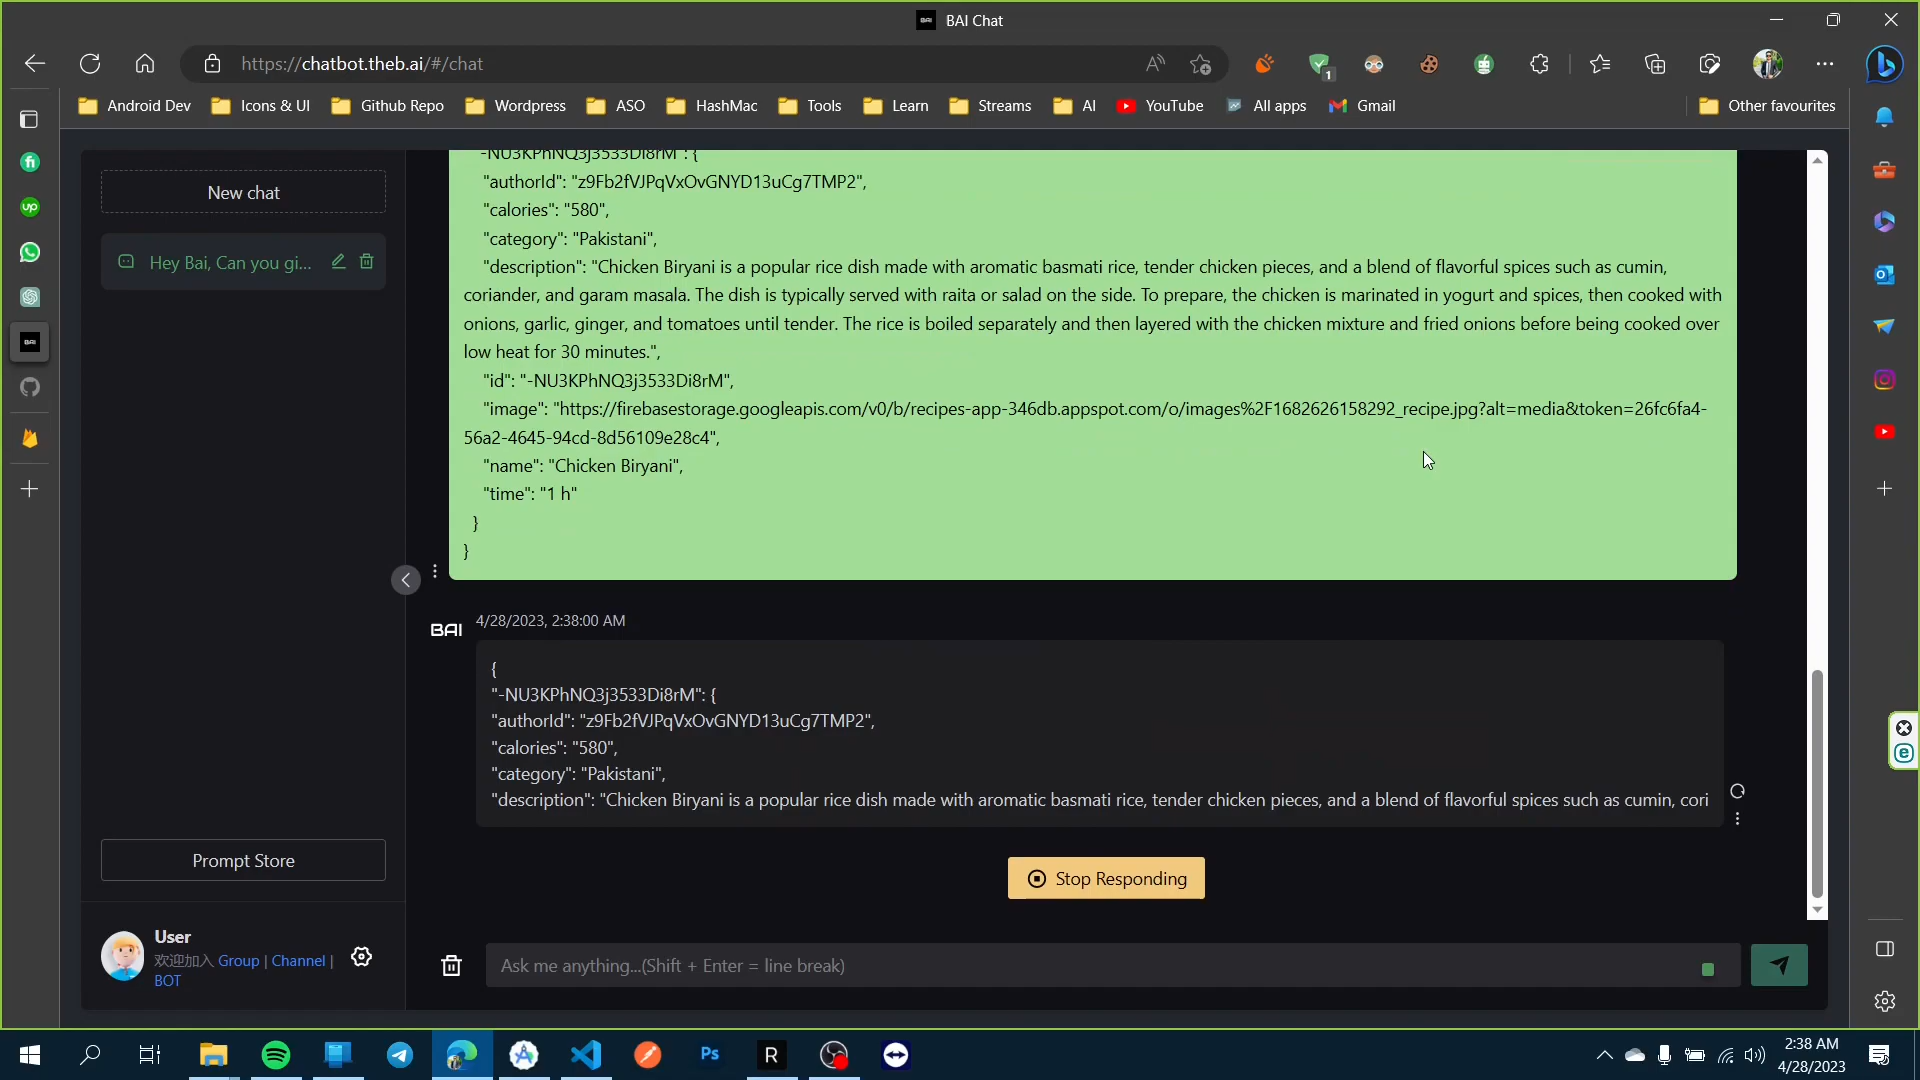 BAI Chat
https://chatbot.theb.ai/#/chat
1
Android Dev Icons & UI Github Repo Wordpress ASO HashMac Tools Learn Streams AI YouTube All apps Gmail Other favourites
New chat
Hey Bai, Can you gi...
"-NU3KPhNQ3j3533Di8rM": {
"authorId": "z9Fb2fVJPqVxOvGNYD13uCg7TMP2",
"calories": "580",
"category": "Pakistani",
"description": "Chicken Biryani is a popular rice dish made with aromatic basmati rice, tender chicken pieces, and a blend of flavorful spices such as cumin,
coriander, and garam masala. The dish is typically served with raita or salad on the side. To prepare, the chicken is marinated in yogurt and spices, then cooked with
onions, garlic, ginger, and tomatoes until tender. The rice is boiled separately and then layered with the chicken mixture and fried onions before being cooked over
low heat for 30 minutes.",
"id": "-NU3KPhNQ3j3533Di8rM",
"image": "https://firebasestorage.googleapis.com/v0/b/recipes-app-346db.appspot.com/o/images%2F1682626158292_recipe.jpg?alt=media&token=26fc6fa4-
56a2-4645-94cd-8d56109e28c4",
"name": "Chicken Biryani",
"time": "1 h"
}
}
BAI
4/28/2023, 2:38:00 AM
{
"-NU3KPhNQ3j3533Di8rM": {
"authorId": "z9Fb2fVJPqVxOvGNYD13uCg7TMP2",
"calories": "580",
"category": "Pakistani",
"description": "Chicken Biryani is a popular rice dish made with aromatic basmati rice, tender chicken pieces, and a blend of flavorful spices such as cumin, cori
Stop Responding
Prompt Store
User
欢迎加入 Group | Channel |
BOT
Ask me anything...(Shift + Enter = line break)
Ps
R
2:38 AM
4/28/2023